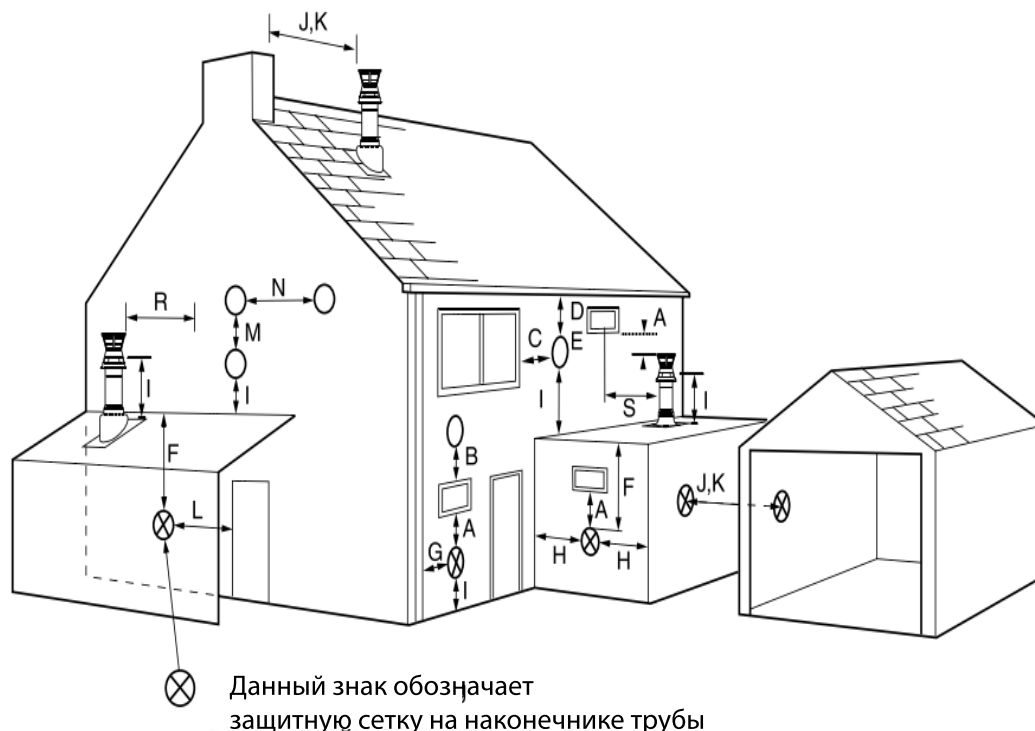 J,K
R
N
M
I
I
F
L
D
E
C
A
I
S
I
B
A
G
I
F
A
H
H
J,K
Данный знак обозначает
защитную сетку на наконечнике трубы